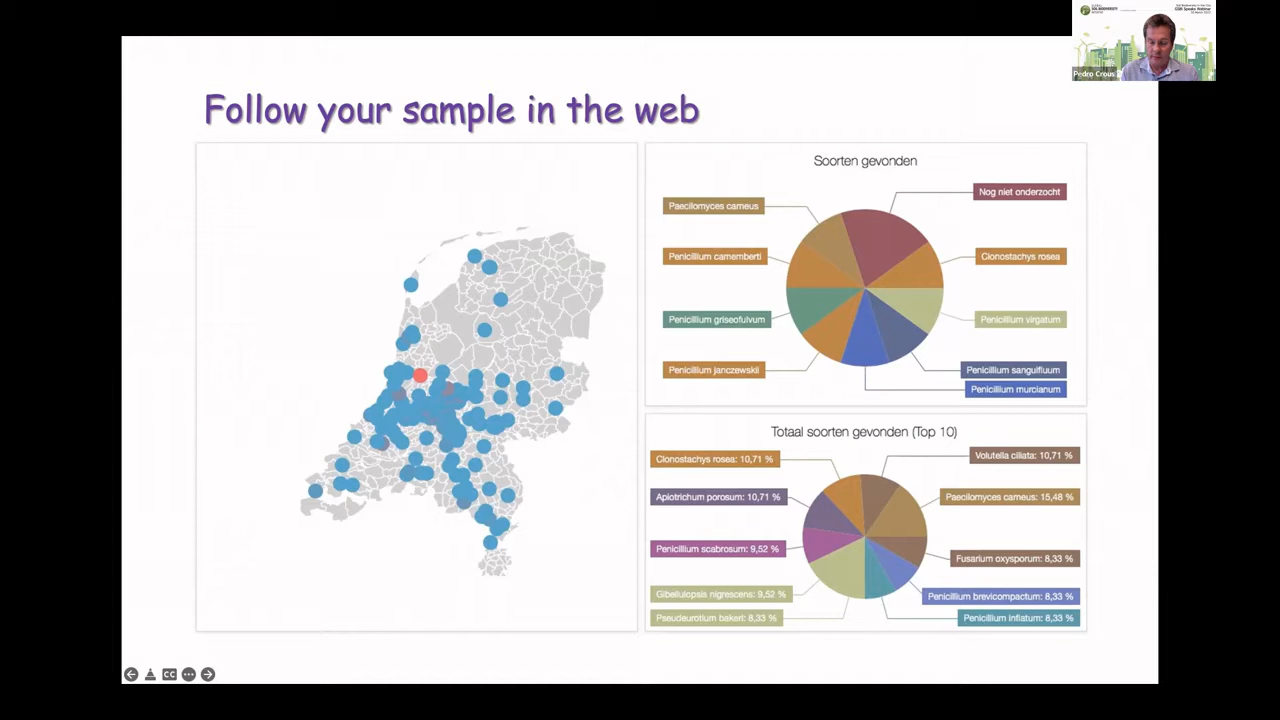 Follow your sample in the web
Soorten gevonden
Nog niet onderzocht
Paecilomyces carneus
Penicillium camemberti
Clonostachys rosea
Penicillium griseofulvum
Penicillium virgatum
Penicillium janczewskii
Penicillium sanguifluum
Penicillium murcianum
Totaal soorten gevonden (Top 10)
Clonostachys rosea: 10,71 %
Volutella ciliata: 10,71 %
Apiotrichum porosum: 10,71 %
Paecilomyces carneus: 15,48 %
Penicillium scabrosum: 9,52 %
Fusarium oxysporum: 8,33 %
Gibellulopsis nigrescens: 9,52 %
Penicillium brevicompactum: 8,33 %
Pseudeurotium bakeri: 8,33 %
Penicillium inflatum: 8,33 %
Pedro Crous
CC